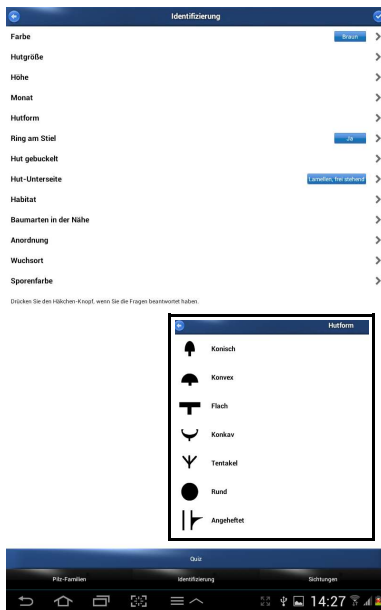 Identifizierung
Farbe Braun
Hutgröße
Höhe
Monat
Hutform
Ring am Stiel Ja
Hut gebuckelt
Hut-Unterseite Lamellen, frei stehend
Habitat
Baumarten in der Nähe
Anordnung
Wuchsort
Sporenfarbe
Drücken Sie den Häkchen-Knopf, wenn Sie die Fragen beantwortet haben.
Hutform
Konisch
Konvex
Flach
Konkav
Tentakel
Rund
Angeheftet
Quiz
Pilz-Familien Identifizierung Sichtungen
14:27